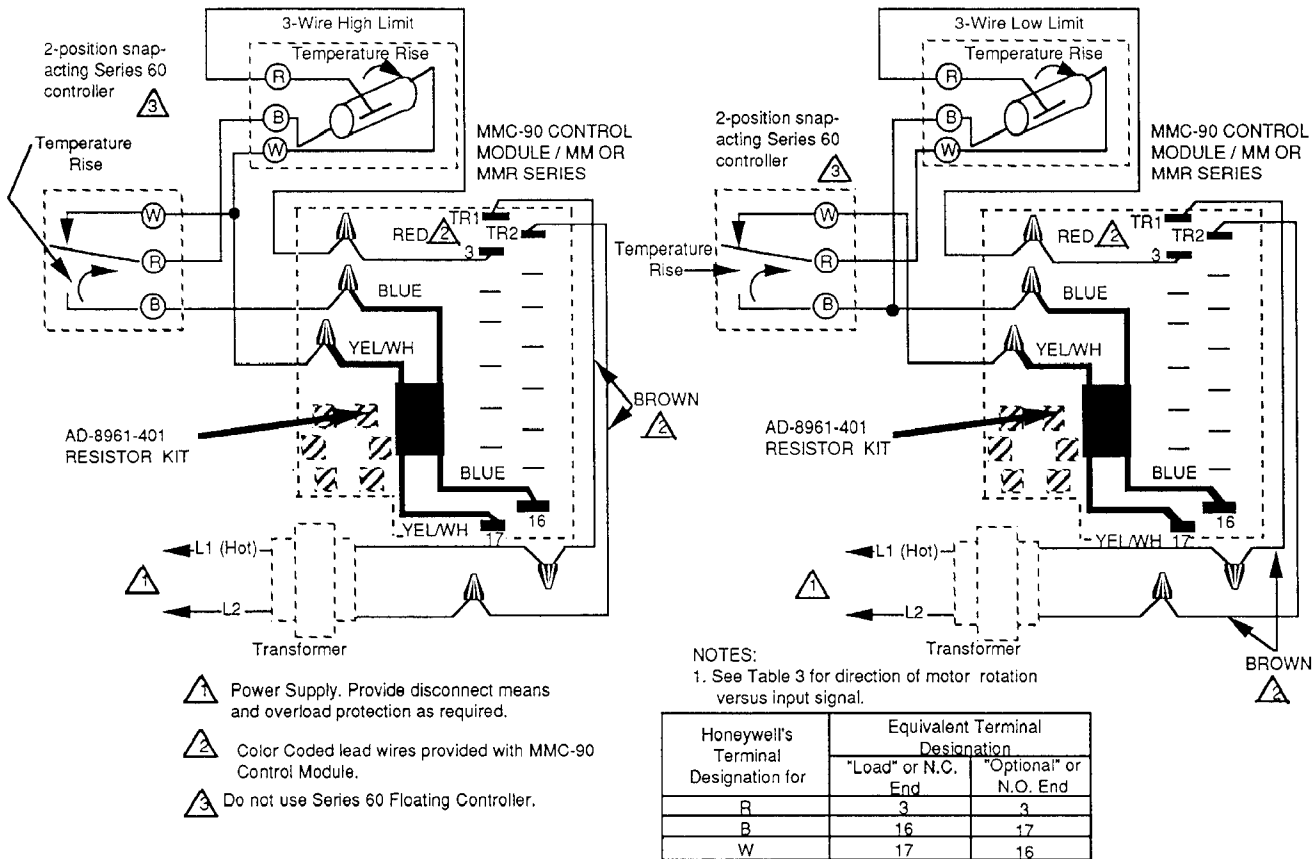 3-Wire High Limit
Temperature Rise
R
B
W
2-position snap-
acting Series 60
controller
3
Temperature
Rise
W
R
B
MMC-90 CONTROL
MODULE / MM OR
MMR SERIES
TR1
TR2
RED
2
3
BLUE
YEL/WH
BROWN
2
AD-8961-401
RESISTOR KIT
BLUE
16
YEL/WH
17
L1 (Hot)
1
L2
Transformer
3-Wire Low Limit
Temperature Rise
R
B
W
2-position snap-
acting Series 60
controller
3
MMC-90 CONTROL
MODULE / MM OR
MMR SERIES
W
R
B
Temperature
Rise
TR1
TR2
RED
2
3
BLUE
YEL/WH
AD-8961-401
RESISTOR KIT
BLUE
16
YEL/WH
17
L1 (Hot)
1
L2
Transformer
BROWN
2
1 Power Supply. Provide disconnect means
and overload protection as required.
2 Color Coded lead wires provided with MMC-90
Control Module.
3 Do not use Series 60 Floating Controller.
NOTES:
1. See Table 3 for direction of motor rotation
versus input signal.
Honeywell's
Terminal
Designation for
Equivalent Terminal
Designation
"Load" or N.C.
End
"Optional" or
N.O. End
R 3 3
B 16 17
W 17 16